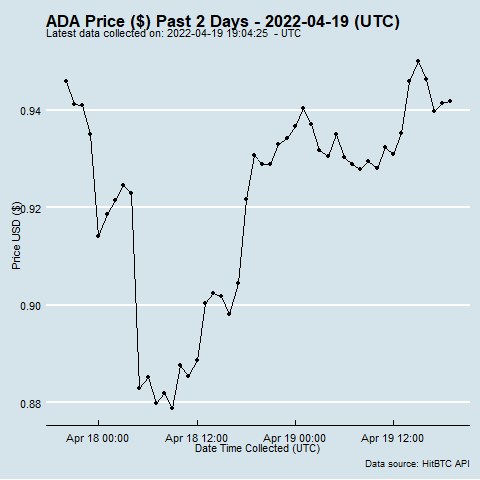 ADA Price ($) Past 2 Days - 2022-04-19 (UTC)
Latest data collected on: 2022-04-19 19:04:25  - UTC
Price USD ($)
0.94
0.92
0.90
0.88
Apr 18 00:00 Apr 18 12:00 Apr 19 00:00 Apr 19 12:00
Date Time Collected (UTC)
Data source: HitBTC API